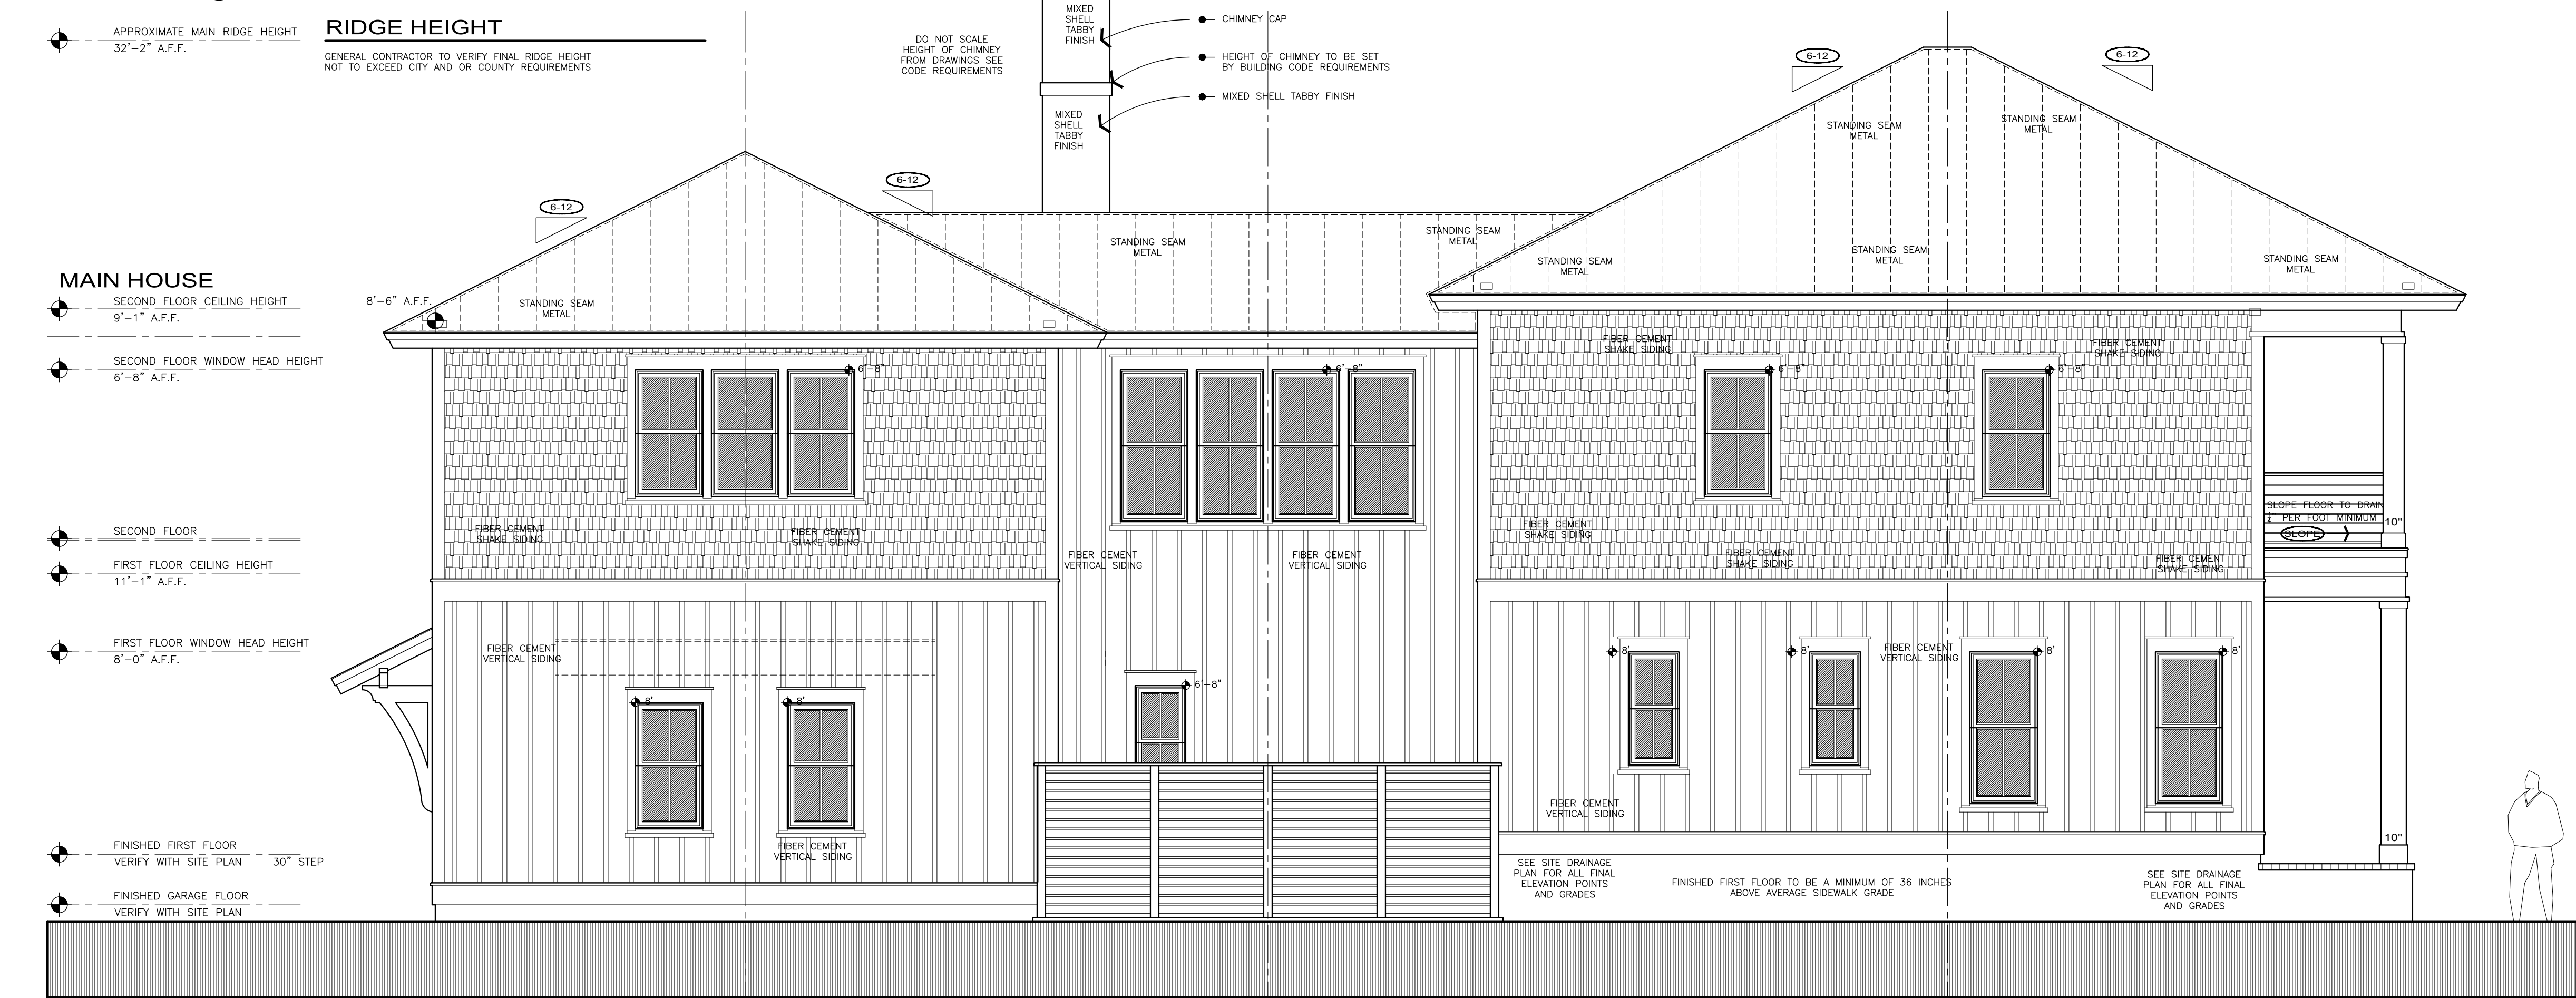 APPROXIMATE MAIN RIDGE HEIGHT
32'-2" A.F.F.
RIDGE HEIGHT
GENERAL CONTRACTOR TO VERIFY FINAL RIDGE HEIGHT
NOT TO EXCEED CITY AND OR COUNTY REQUIREMENTS
DO NOT SCALE
HEIGHT OF CHIMNEY
FROM DRAWINGS SEE
CODE REQUIREMENTS
MIXED
SHELL
TABBY
FINISH
CHIMNEY CAP
HEIGHT OF CHIMNEY TO BE SET
BY BUILDING CODE REQUIREMENTS
MIXED SHELL TABBY FINISH
MIXED
SHELL
TABBY
FINISH
6-12
6-12
STANDING SEAM
METAL
STANDING SEAM
METAL
6-12
6-12
STANDING SEAM
METAL
STANDING SEAM
METAL
STANDING SEAM
METAL
STANDING SEAM
METAL
STANDING SEAM
METAL
STANDING SEAM
METAL
MAIN HOUSE
SECOND FLOOR CEILING HEIGHT
9'-1" A.F.F.
8'-6" A.F.F.
SECOND FLOOR WINDOW HEAD HEIGHT
6'-8" A.F.F.
6'-8"
6'-8"
FIBER CEMENT
SHAKE SIDING
6'-8"
6'-8"
FIBER CEMENT
SHAKE SIDING
SECOND FLOOR
FIRST FLOOR CEILING HEIGHT
11'-1" A.F.F.
FIBER CEMENT
SHAKE SIDING
FIBER CEMENT
SHAKE SIDING
FIBER CEMENT
VERTICAL SIDING
FIBER CEMENT
VERTICAL SIDING
FIBER CEMENT
SHAKE SIDING
FIBER CEMENT
SHAKE SIDING
FIBER CEMENT
SHAKE SIDING
SLOPE FLOOR TO DRAIN
PER FOOT MINIMUM
10"
SLOPE
FIRST FLOOR WINDOW HEAD HEIGHT
8'-0" A.F.F.
FIBER CEMENT
VERTICAL SIDING
8'
8'
6'-8"
8'
8'
FIBER CEMENT
VERTICAL SIDING
8'
8'
FIBER CEMENT
VERTICAL SIDING
FIBER CEMENT
VERTICAL SIDING
10"
FINISHED FIRST FLOOR
VERIFY WITH SITE PLAN 30" STEP
FINISHED GARAGE FLOOR
VERIFY WITH SITE PLAN
SEE SITE DRAINAGE
PLAN FOR ALL FINAL
ELEVATION POINTS
AND GRADES
FINISHED FIRST FLOOR TO BE A MINIMUM OF 36 INCHES
ABOVE AVERAGE SIDEWALK GRADE
SEE SITE DRAINAGE
PLAN FOR ALL FINAL
ELEVATION POINTS
AND GRADES